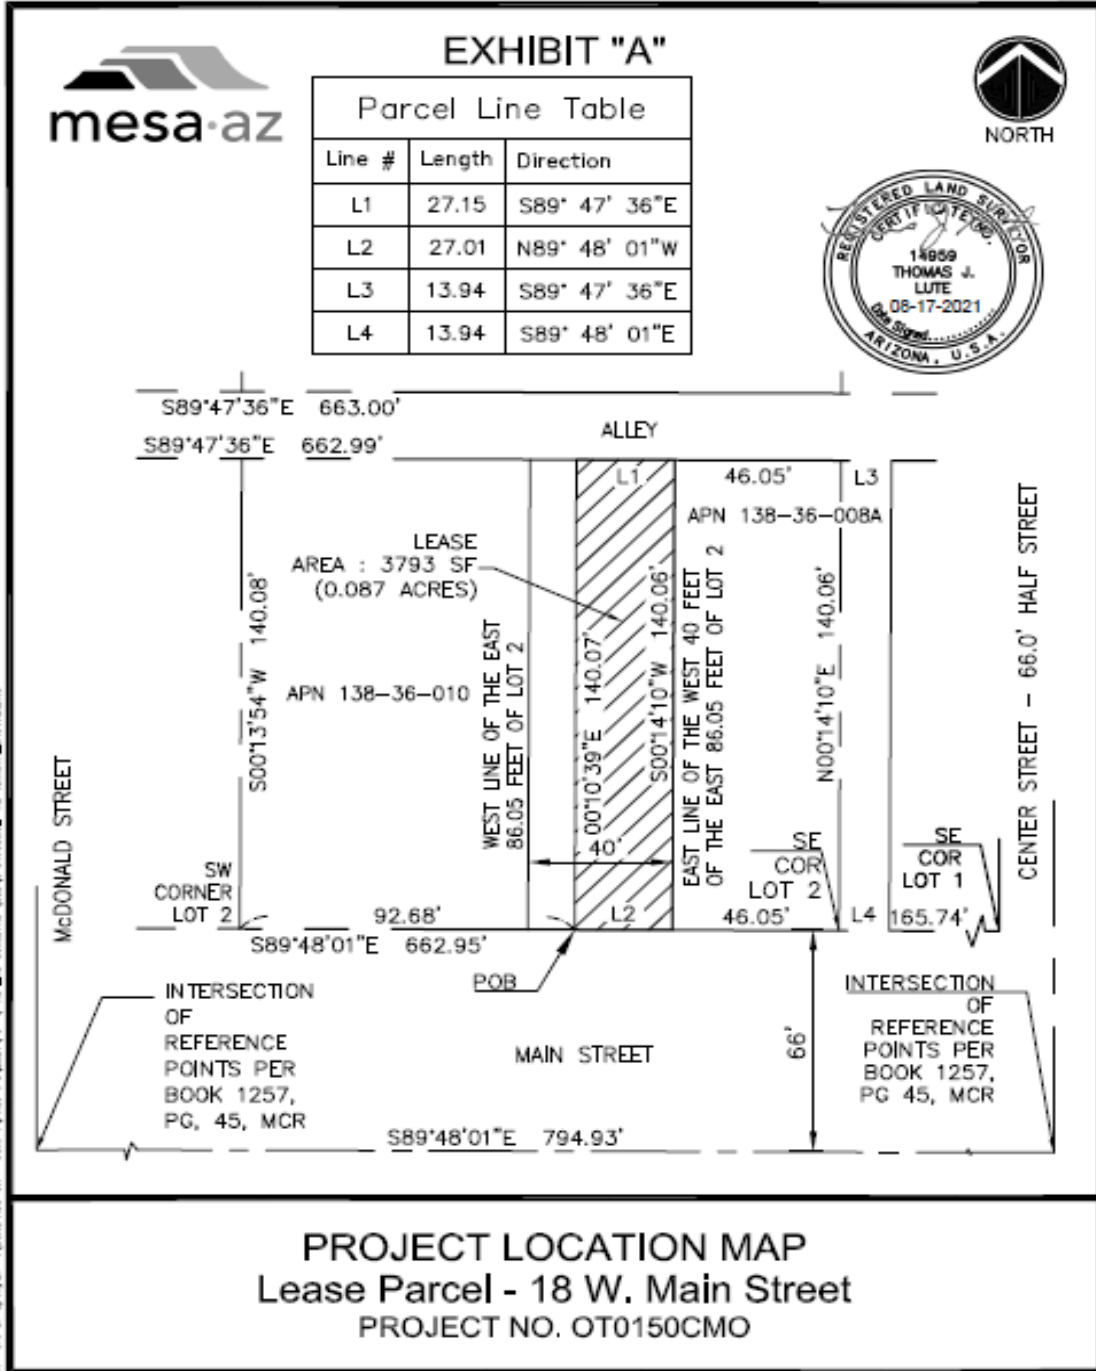 EXHIBIT "A"
mesa·az
NORTH
Parcel Line Table
Line # Length Direction
L1 27.15 S89° 47' 36"E
L2 27.01 N89° 48' 01"W
L3 13.94 S89° 47' 36"E
L4 13.94 S89° 48' 01"E
REGISTERED LAND SURVEYOR
CERTIFICATE NO.
14959
THOMAS J.
LUTE
08-17-2021
Date Signed
ARIZONA, U.S.A.
S89°47'36"E 663.00'
ALLEY
S89°47'36"E 662.99'
L1
46.05'
L3
APN 138-36-008A
LEASE
AREA : 3793 SF
(0.087 ACRES)
S00°13'54"W 140.08'
APN 138-36-010
WEST LINE OF THE EAST
86.05 FEET OF LOT 2
00°10'39"E 140.07'
S00°14'10"W 140.06'
EAST LINE OF THE WEST 40 FEET
OF THE EAST 86.05 FEET OF LOT 2
N00°14'10"E 140.06'
CENTER STREET - 66.0' HALF STREET
McDONALD STREET
40'
SW
CORNER
LOT 2
SE
COR
LOT 2
SE
COR
LOT 1
92.68'
L2
46.05'
L4
165.74'
S89°48'01"E 662.95'
POB
INTERSECTION
OF
REFERENCE
POINTS PER
BOOK 1257,
PG, 45, MCR
MAIN STREET
66'
INTERSECTION
OF
REFERENCE
POINTS PER
BOOK 1257,
PG 45, MCR
S89°48'01"E 794.93'
PROJECT LOCATION MAP
Lease Parcel - 18 W. Main Street
PROJECT NO. OT0150CMO